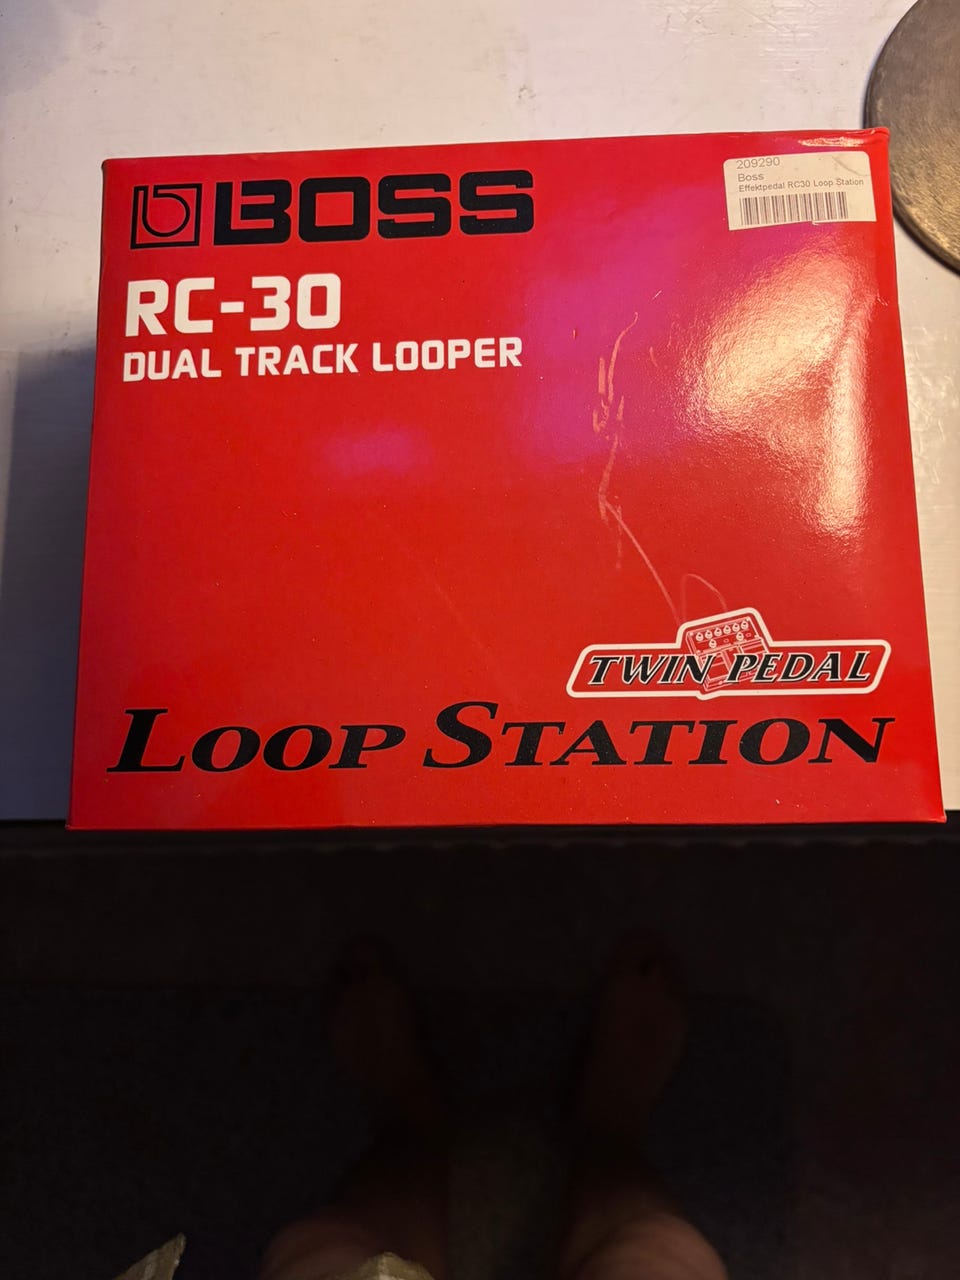 BOSS
209290
Boss
Effektpedal RC30 Loop Station
RC-30
DUAL TRACK LOOPER
TWIN PEDAL
LOOP STATION